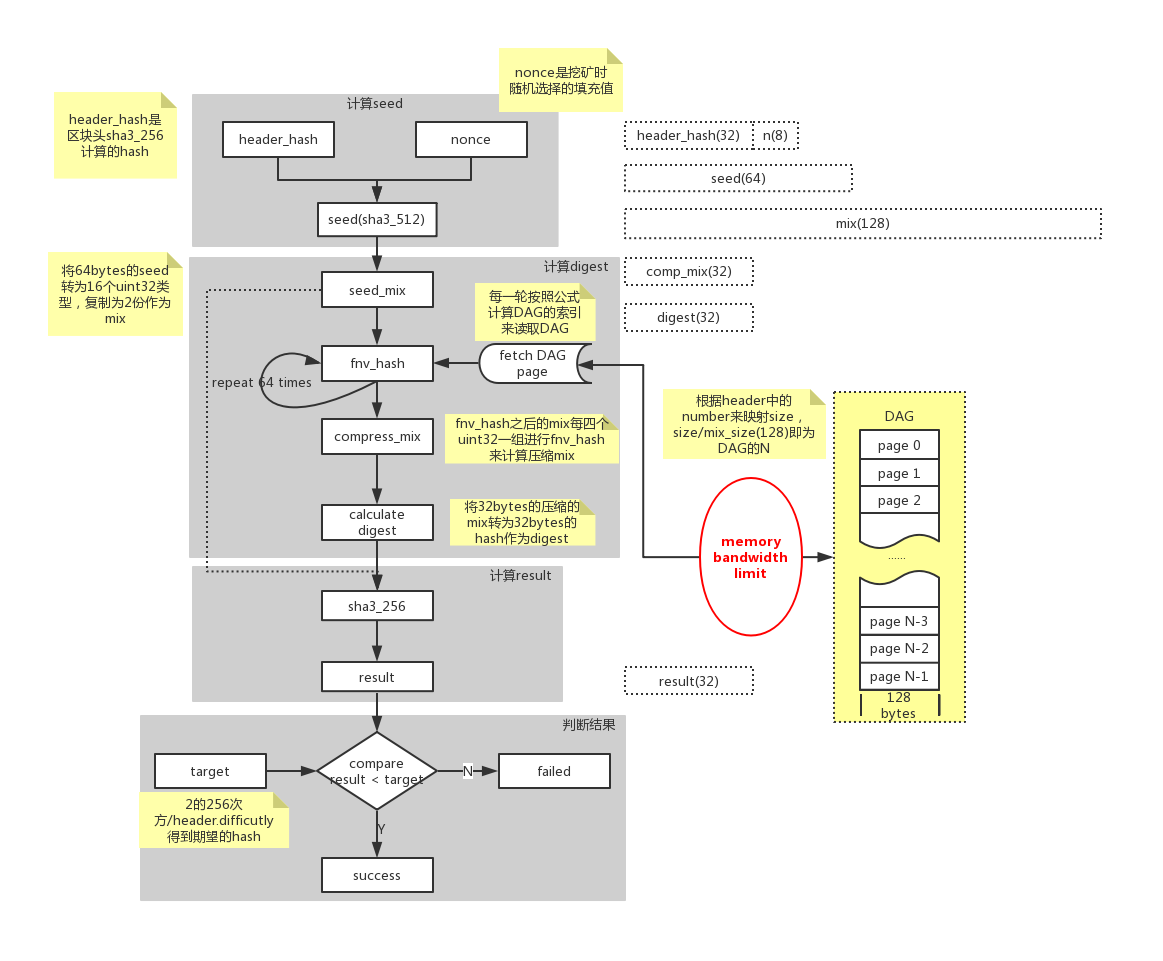 nonce是挖矿时
随机选择的填充值
header_hash是
区块头sha3_256
计算的hash
计算seed
header_hash
nonce
seed(sha3_512)
header_hash(32)
n(8)
seed(64)
mix(128)
comp_mix(32)
digest(32)
将64bytes的seed
转为16个uint32类
型，复制为2份作为
mix
计算digest
seed_mix
每一轮按照公式
计算DAG的索引
来读取DAG
fnv_hash
fetch DAG
page
repeat 64 times
compress_mix
fnv_hash之后的mix每四个
uint32一组进行fnv_hash
来计算压缩mix
calculate
digest
将32bytes的压缩的
mix转为32bytes的
hash作为digest
根据header中的
number来映射size，
size/mix_size(128)即为
DAG的N
memory
bandwidth
limit
DAG
page 0
page 1
page 2
......
page N-3
page N-2
page N-1
128
bytes
计算result
sha3_256
result
result(32)
判断结果
target
compare
result < target
N
failed
2的256次
方/header.difficutly
得到期望的hash
Y
success